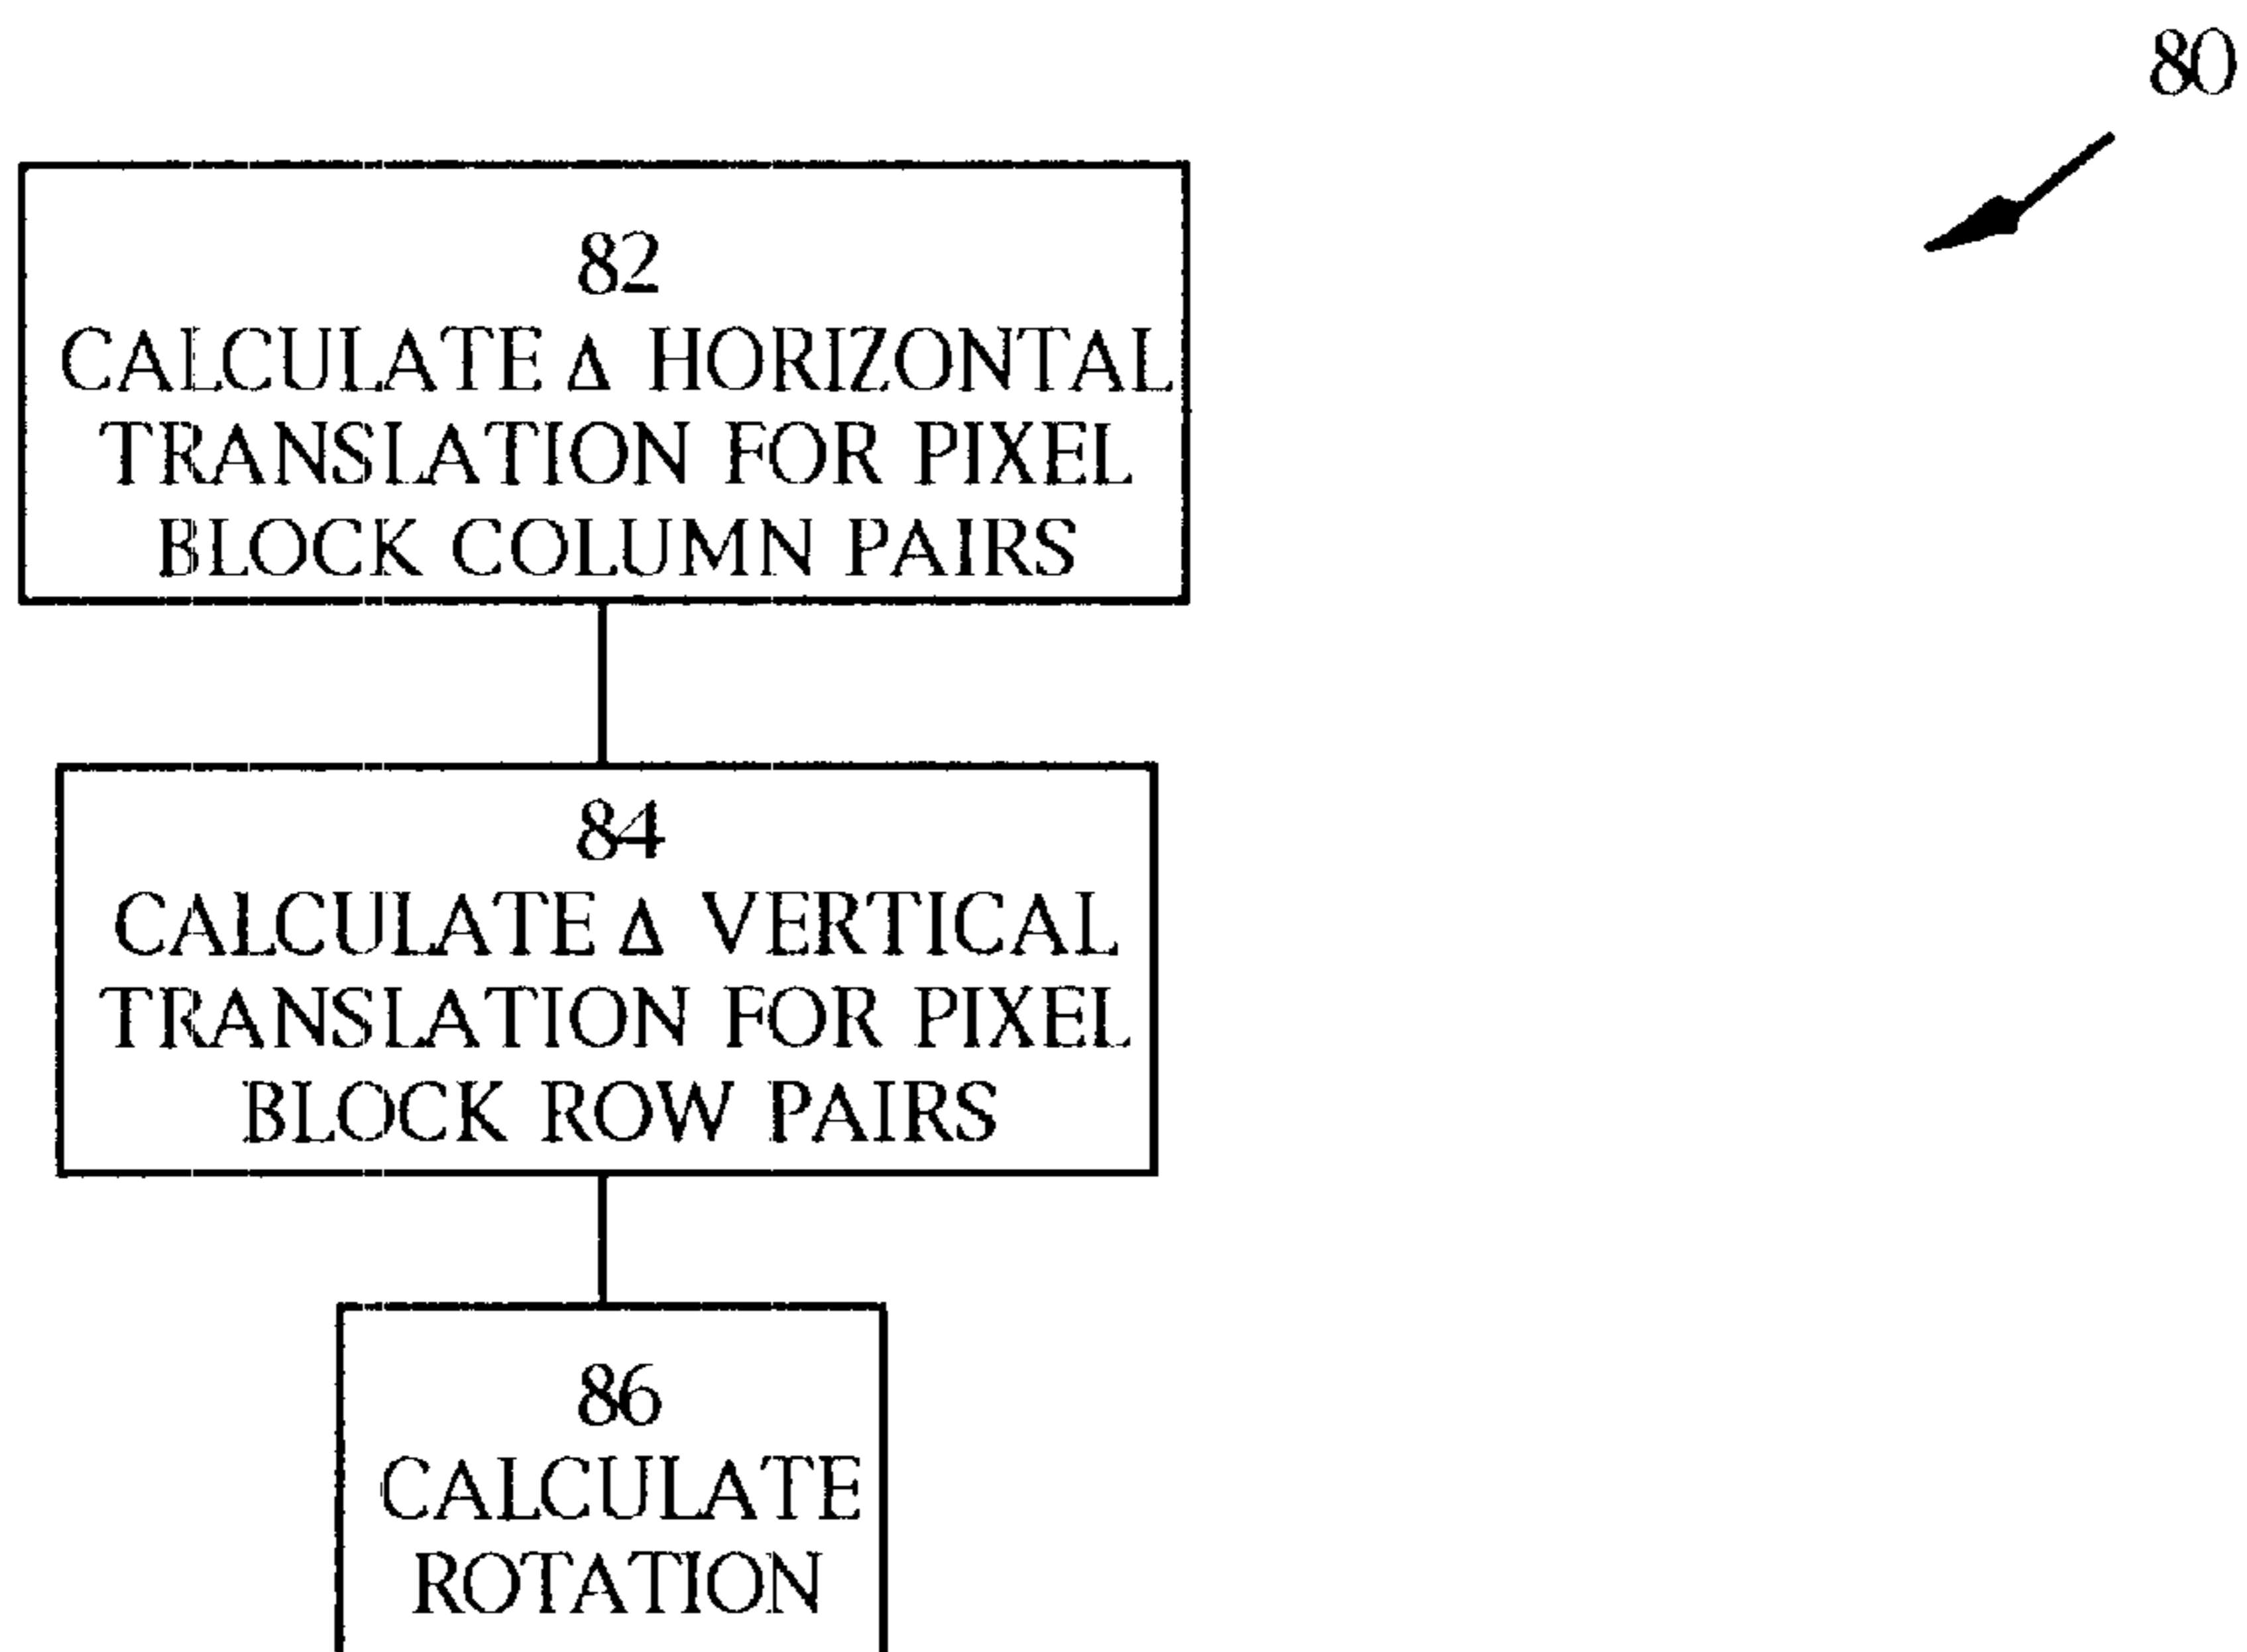 80
82
CALCULATE Δ HORIZONTAL
TRANSLATION FOR PIXEL
BLOCK COLUMN PAIRS
84
CALCULATE Δ VERTICAL
TRANSLATION FOR PIXEL
BLOCK ROW PAIRS
86
CALCULATE
ROTATION